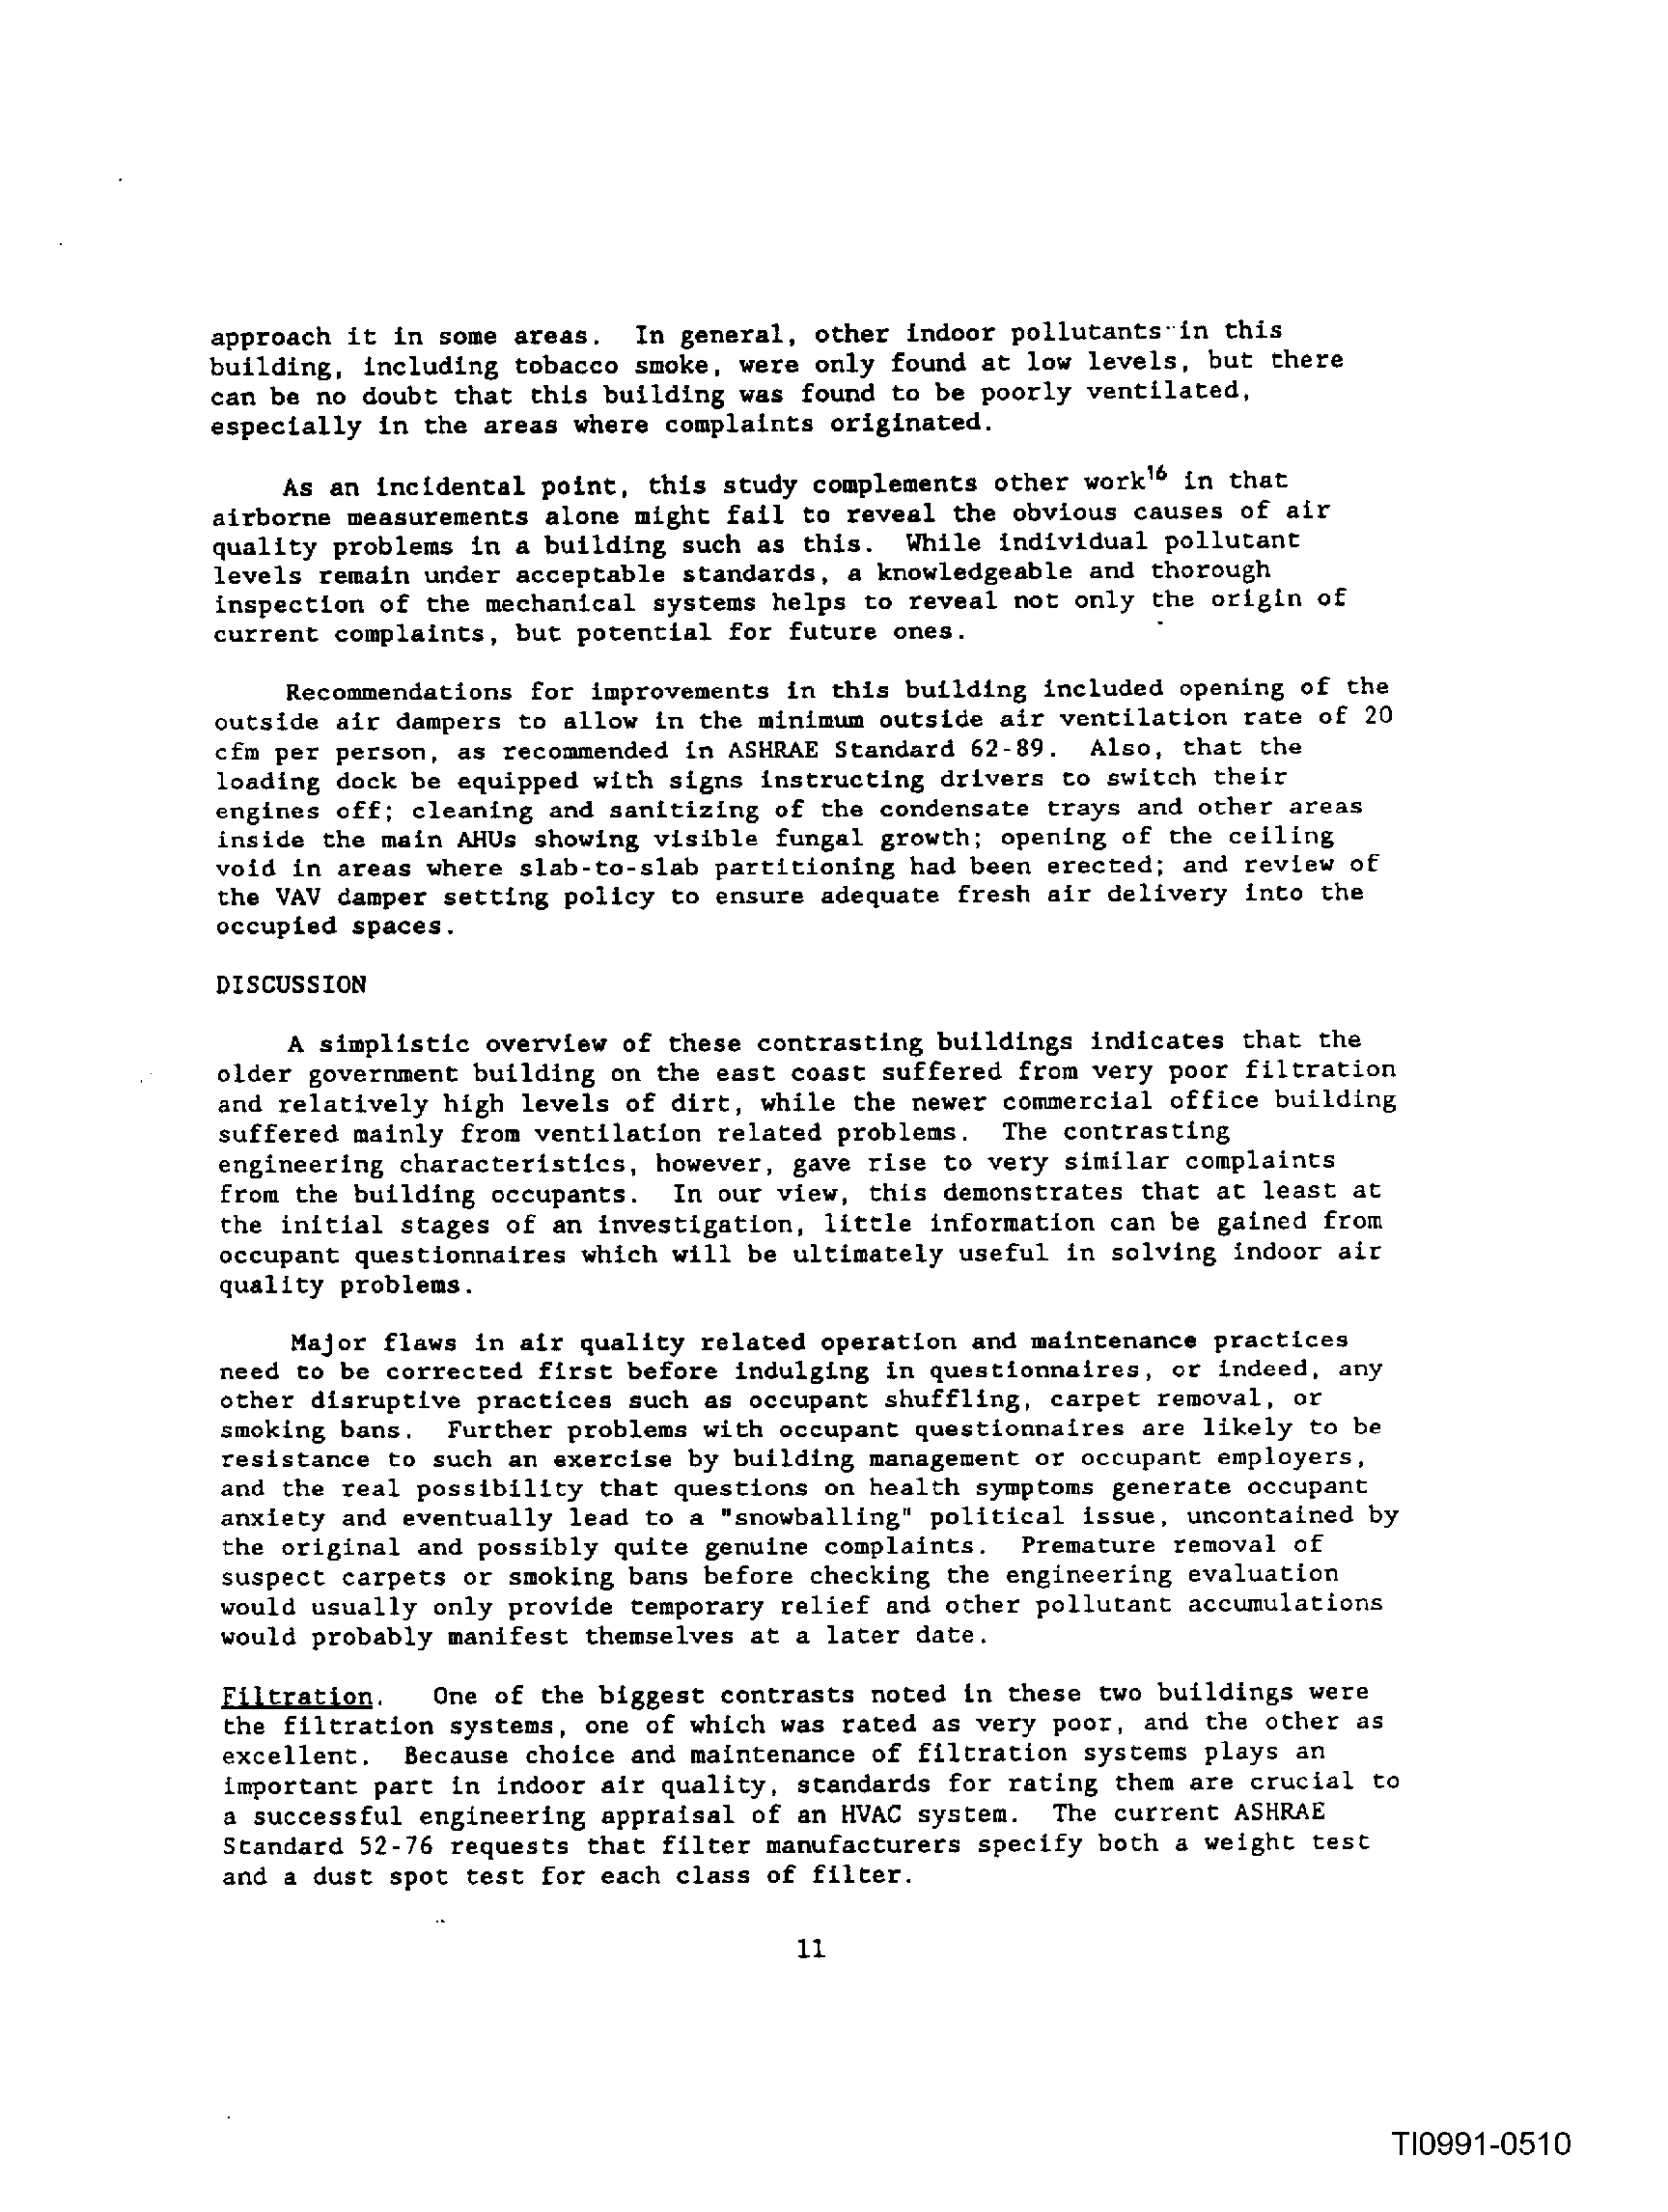 approach it in some areas. In general, other indoor pollutants in this
building, including tobacco smoke, were only found at low levels, but there
can be no doubt that this building was found to be poorly ventilated,
especially in the areas where complaints originated.
As an incidental point, this study complements other work16 in that
airborne measurements alone might fail to reveal the obvious causes of air
quality problems in a building such as this. While individual pollutant
levels remain under acceptable standards, a knowledgeable and thorough
inspection of the mechanical systems helps to reveal not only the origin of
current complaints, but potential for future ones.
Recommendations for improvements in this building included opening of the
outside air dampers to allow in the minimum outside air ventilation rate of 20
cfm per person, as recommended in ASHRAE Standard 62-89. Also, that the
loading dock be equipped with signs instructing drivers to switch their
engines off; cleaning and sanitizing of the condensate trays and other areas
inside the main AHUs showing visible fungal growth; opening of the ceiling
void in areas where slab-to-slab partitioning had been erected; and review of
the VAV damper setting policy to ensure adequate fresh air delivery into the
occupied spaces.
DISCUSSION
A simplistic overview of these contrasting buildings indicates that the
older government building on the east coast suffered from very poor filtration
and relatively high levels of dirt, while the newer commercial office building
suffered mainly from ventilation related problems. The contrasting
engineering characteristics, however, gave rise to very similar complaints
from the building occupants. In our view, this demonstrates that at least at
the initial stages of an investigation, little information can be gained from
occupant questionnaires which will be ultimately useful in solving indoor air
quality problems.
Major flaws in air quality related operation and maintenance practices
need to be corrected first before indulging in questionnaires, or indeed, any
other disruptive practices such as occupant shuffling, carpet removal, or
smoking bans. Further problems with occupant questionnaires are likely to be
resistance to such an exercise by building management or occupant employers,
and the real possibility that questions on health symptoms generate occupant
anxiety and eventually lead to a "snowballing" political issue, uncontained by
the original and possibly quite genuine complaints. Premature removal of
suspect carpets or smoking bans before checking the engineering evaluation
would usually only provide temporary relief and other pollutant accumulations
would probably manifest themselves at a later date.
Filtration. One of the biggest contrasts noted in these two buildings were
the filtration systems, one of which was rated as very poor, and the other as
excellent. Because choice and maintenance of filtration systems plays an
important part in indoor air quality, standards for rating them are crucial to
a successful engineering appraisal of an HVAC system. The current ASHRAE
Standard 52-76 requests that filter manufacturers specify both a weight test
and a dust spot test for each class of filter.
11
TI0991-0510